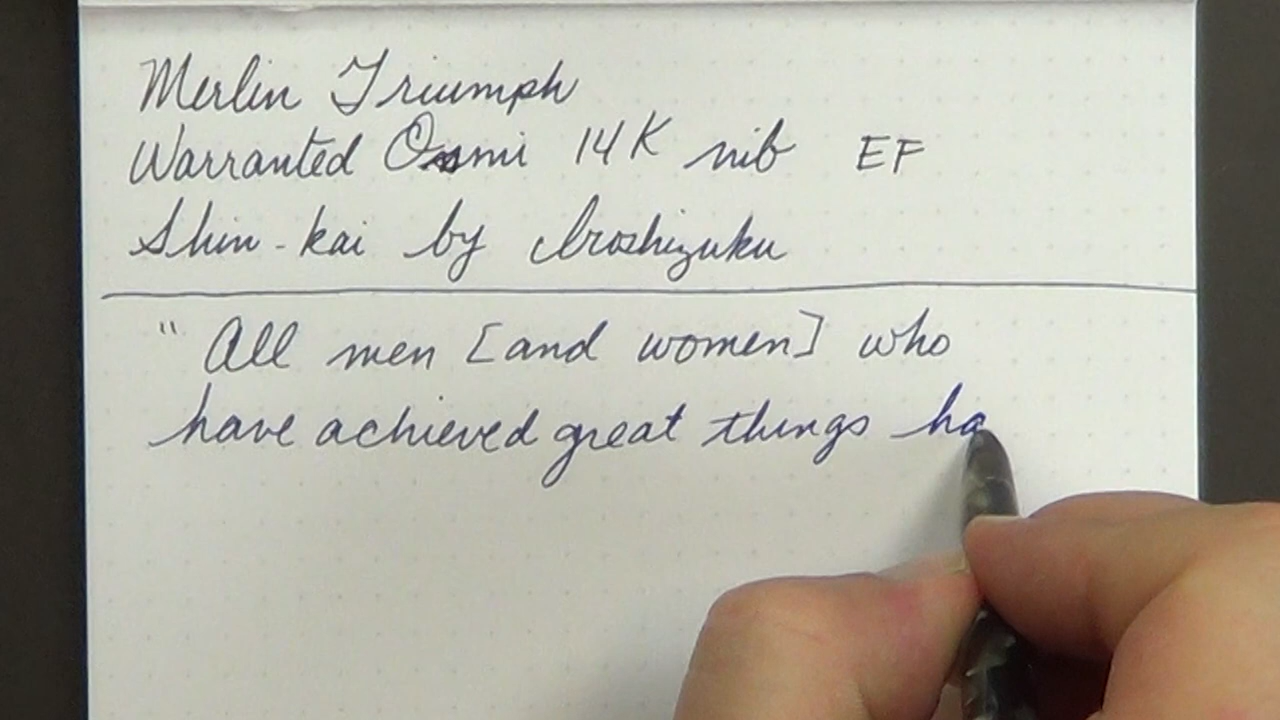 Merlin Triumph
Warranted Osmi 14K nib EF
Shin-kai by Iroshizuku
"All men [and women] who
have achieved great things ha